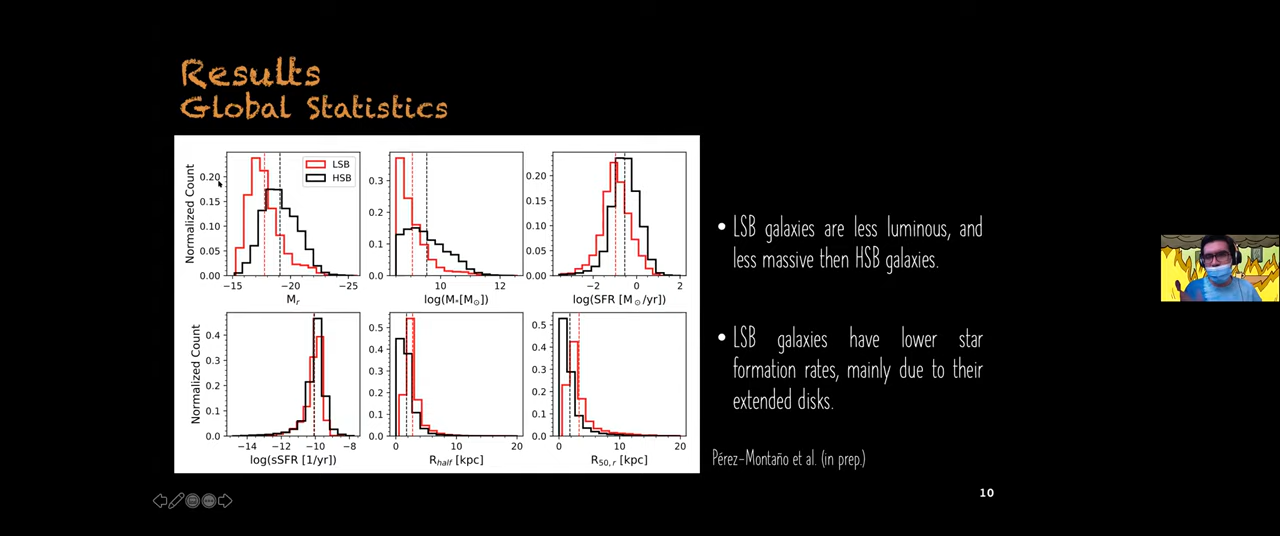 Results
Global Statistics
LSB
HSB
Normalized Count
0.20
0.15
0.10
0.05
0.00
−15
−20
−25
Mr
0.3
0.2
0.1
0.0
10
12
log(M*[M⊙])
0.20
0.15
0.10
0.05
0.00
−2
0
2
log(SFR [M⊙/yr])
Normalized Count
0.4
0.3
0.2
0.1
0.0
−14
−12
−10
−8
log(sSFR [1/yr])
0.5
0.4
0.3
0.2
0.1
0.0
0
10
20
Rhalf [kpc]
0.5
0.4
0.3
0.2
0.1
0.0
0
10
20
R50,r [kpc]
• LSB galaxies are less luminous, and
less massive then HSB galaxies.
• LSB galaxies have lower star
formation rates, mainly due to their
extended disks.
Pérez-Montaño et al. (in prep.)
10